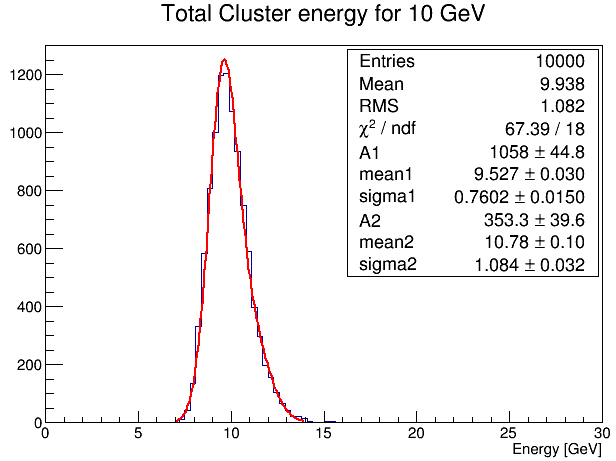 Total Cluster energy for 10 GeV
Entries 10000
Mean 9.938
RMS 1.082
χ² / ndf 67.39 / 18
A1 1058 ± 44.8
mean1 9.527 ± 0.030
sigma1 0.7602 ± 0.0150
A2 353.3 ± 39.6
mean2 10.78 ± 0.10
sigma2 1.084 ± 0.032
1200
1000
800
600
400
200
0
0 5 10 15 20 25 30
Energy [GeV]